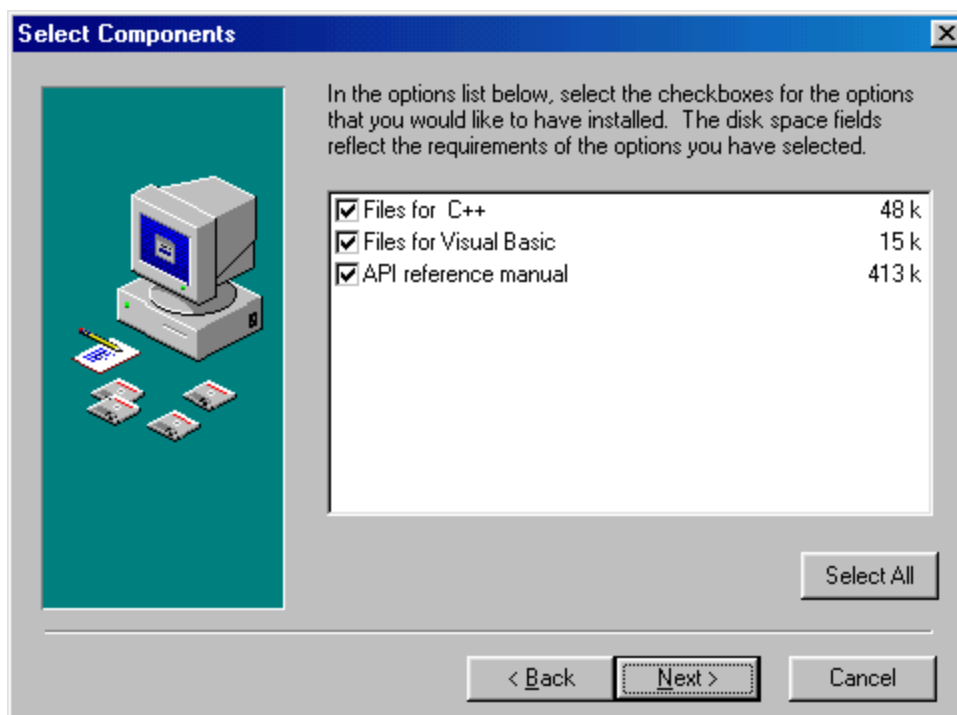 Select Components
In the options list below, select the checkboxes for the options
that you would like to have installed.  The disk space fields
reflect the requirements of the options you have selected.
Files for  C++ 48 k
Files for Visual Basic 15 k
API reference manual 413 k
Select All
< Back Next > Cancel